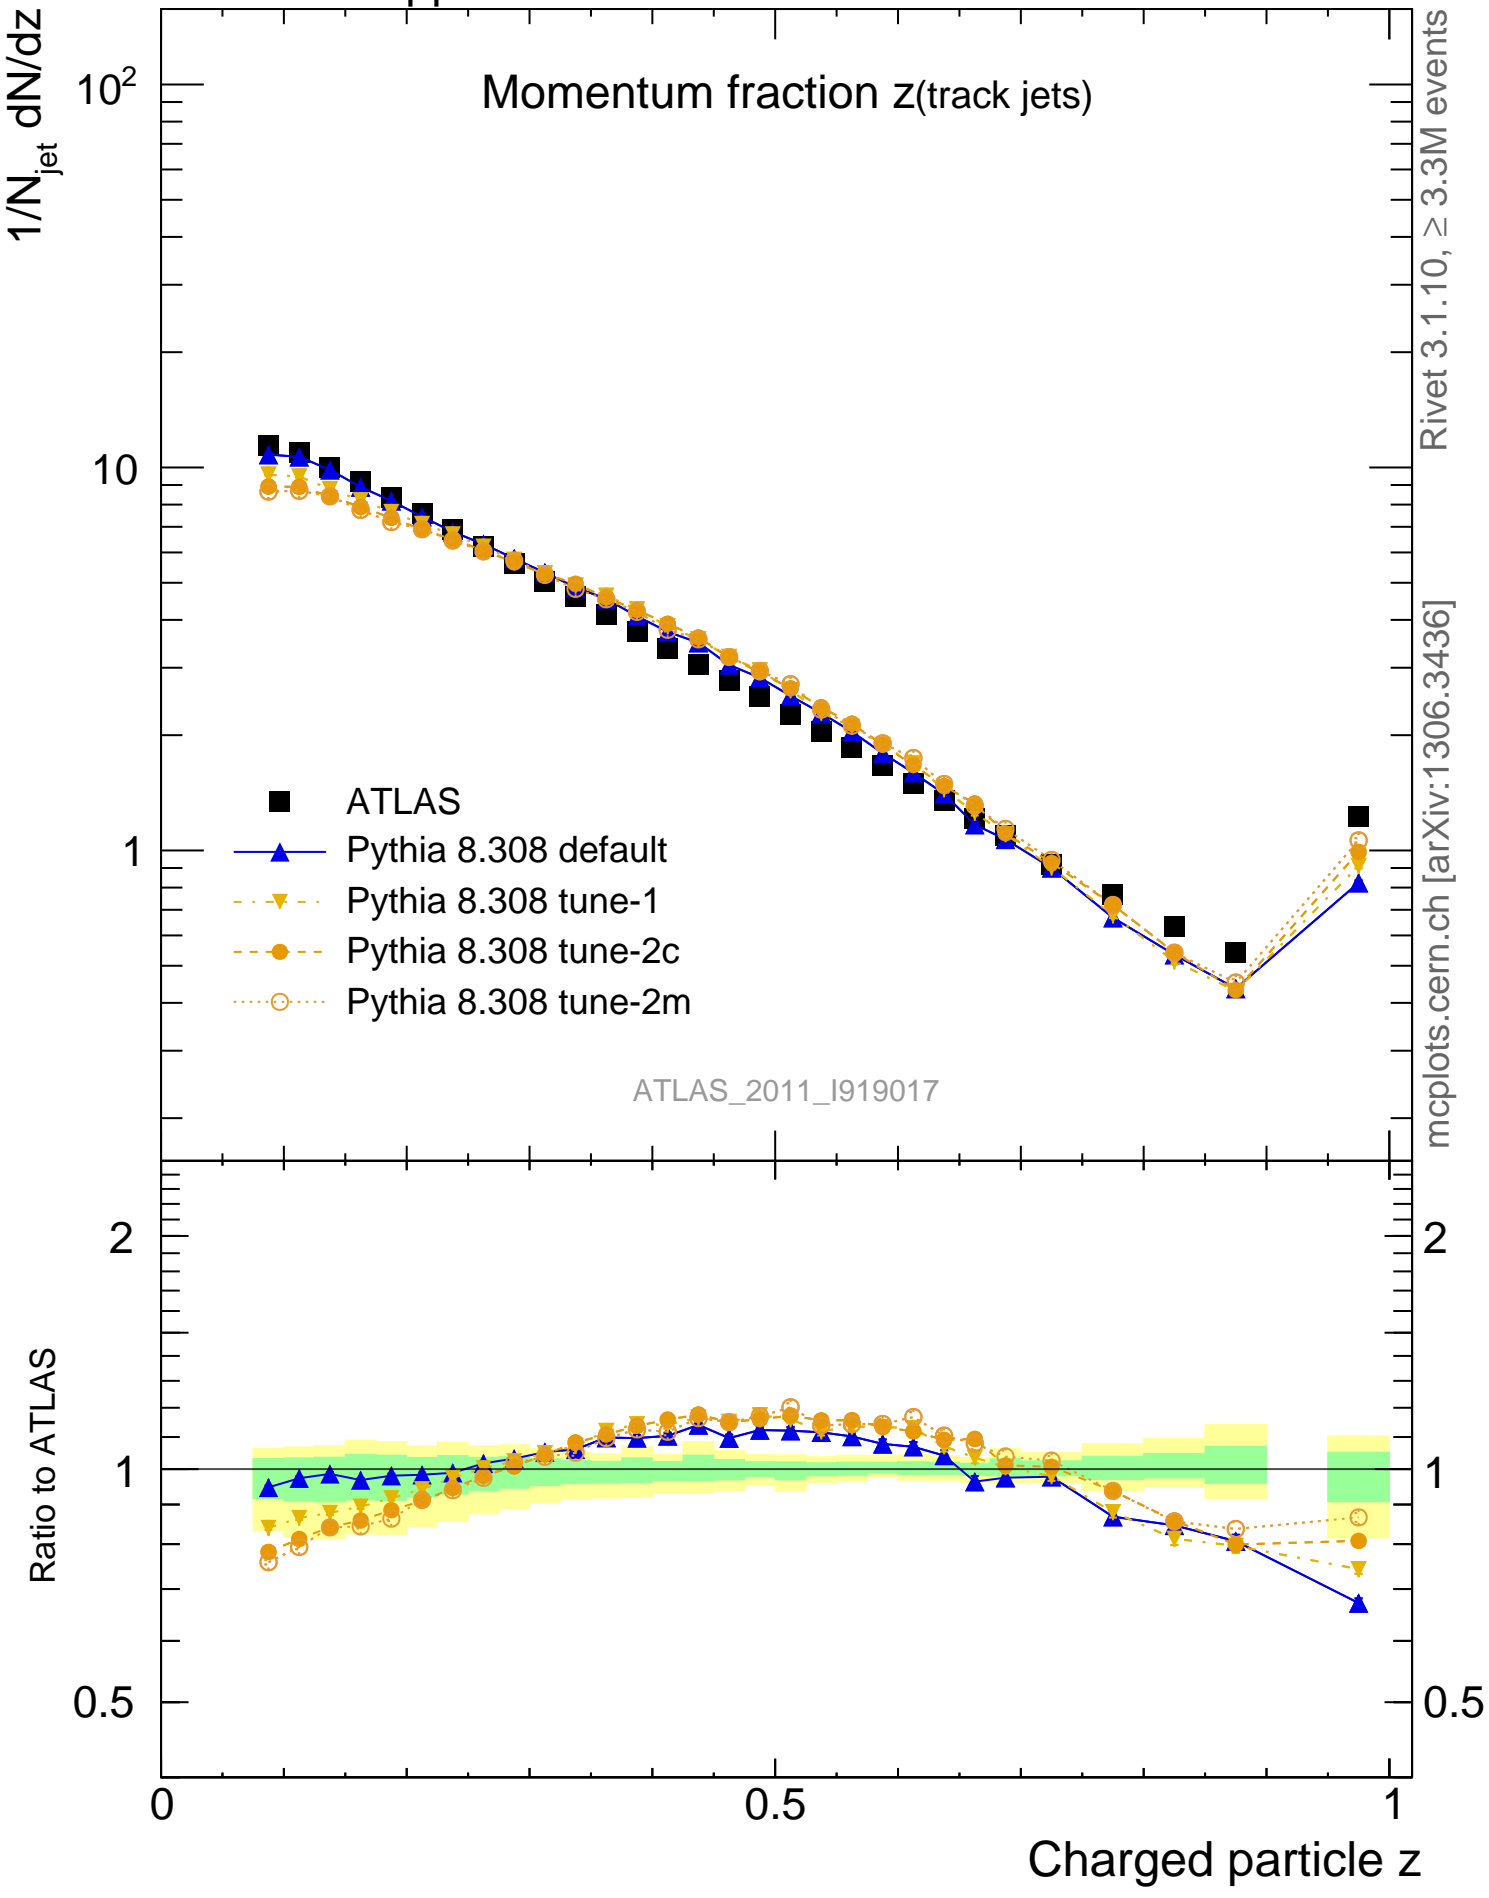 Momentum fraction z(track jets)
1/N_jet dN/dz
10²
10
1
ATLAS
Pythia 8.308 default
Pythia 8.308 tune-1
Pythia 8.308 tune-2c
Pythia 8.308 tune-2m
ATLAS_2011_I919017
Rivet 3.1.10, ≥ 3.3M events
mcplots.cern.ch [arXiv:1306.3436]
Ratio to ATLAS
2
1
0.5
2
1
0.5
0
0.5
1
Charged particle z